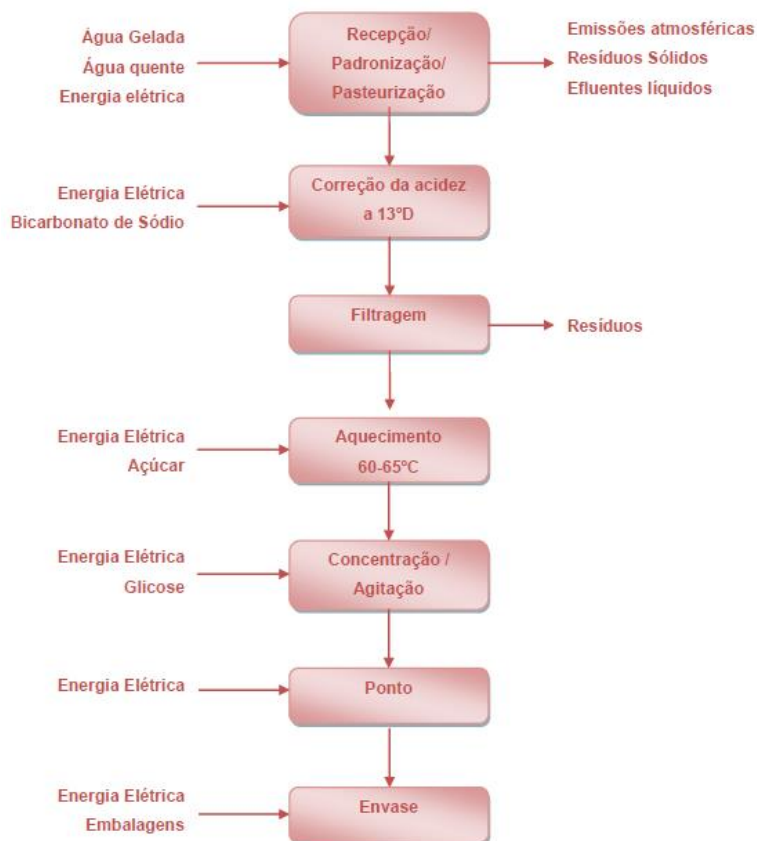 Água Gelada
Água quente
Energia elétrica
Recepção/
Padronização/
Pasteurização
Emissões atmosféricas
Resíduos Sólidos
Efluentes líquidos
Energia Elétrica
Bicarbonato de Sódio
Correção da acidez
a 13ºD
Filtragem
Resíduos
Energia Elétrica
Açúcar
Aquecimento
60-65ºC
Energia Elétrica
Glicose
Concentração /
Agitação
Energia Elétrica
Ponto
Energia Elétrica
Embalagens
Envase